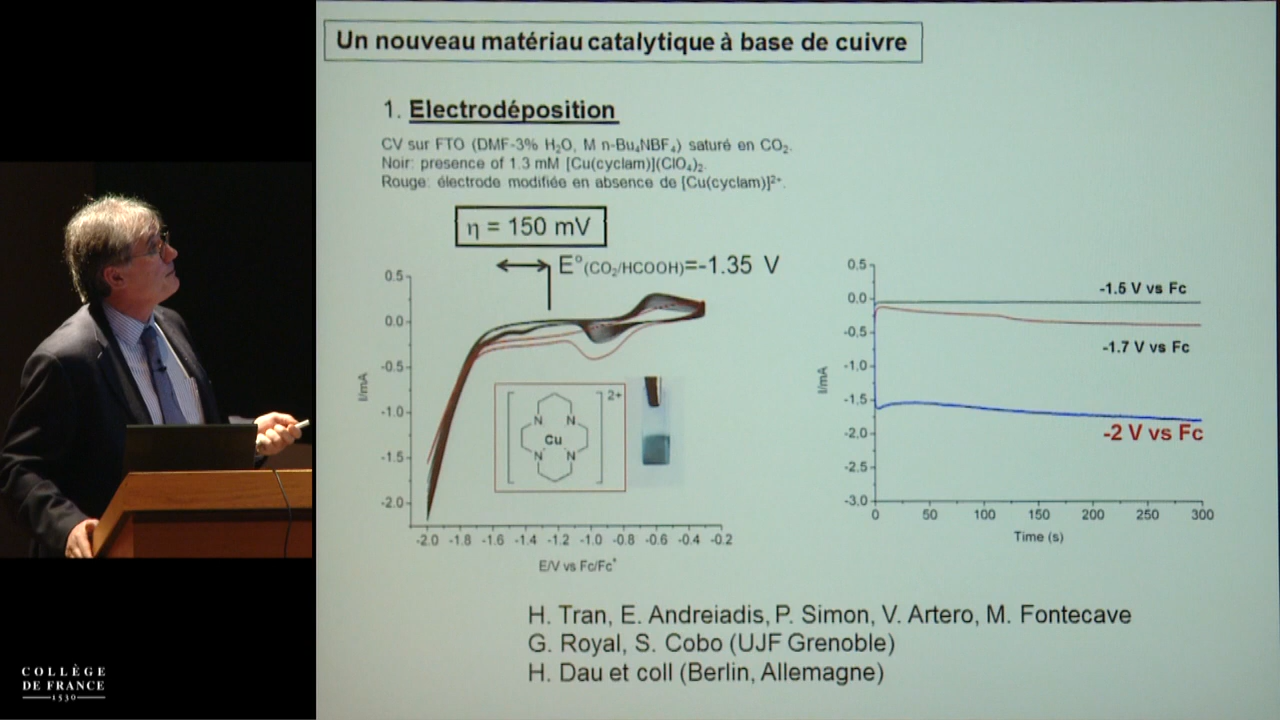 Un nouveau matériau catalytique à base de cuivre
1. Electrodéposition
CV sur FTO (DMF-3% H₂O, M n-Bu₄NBF₄) saturé en CO₂.
Noir: presence of 1.3 mM [Cu(cyclam)](ClO₄)₂.
Rouge: électrode modifiée en absence de [Cu(cyclam)]²⁺.
η = 150 mV
E°(CO₂/HCOOH)=-1.35 V
0.5
0.0
-0.5
-1.0
-1.5
-2.0
I/mA
-2.0 -1.8 -1.6 -1.4 -1.2 -1.0 -0.8 -0.6 -0.4 -0.2
E/V vs Fc/Fc⁺
2+
N N
Cu
N N
0.5
0.0
-0.5
-1.0
-1.5
-2.0
-2.5
-3.0
I/mA
-1.5 V vs Fc
-1.7 V vs Fc
-2 V vs Fc
0 50 100 150 200 250 300
Time (s)
H. Tran, E. Andreiadis, P. Simon, V. Artero, M. Fontecave
G. Royal, S. Cobo (UJF Grenoble)
H. Dau et coll (Berlin, Allemagne)
COLLÈGE
DE FRANCE
1530